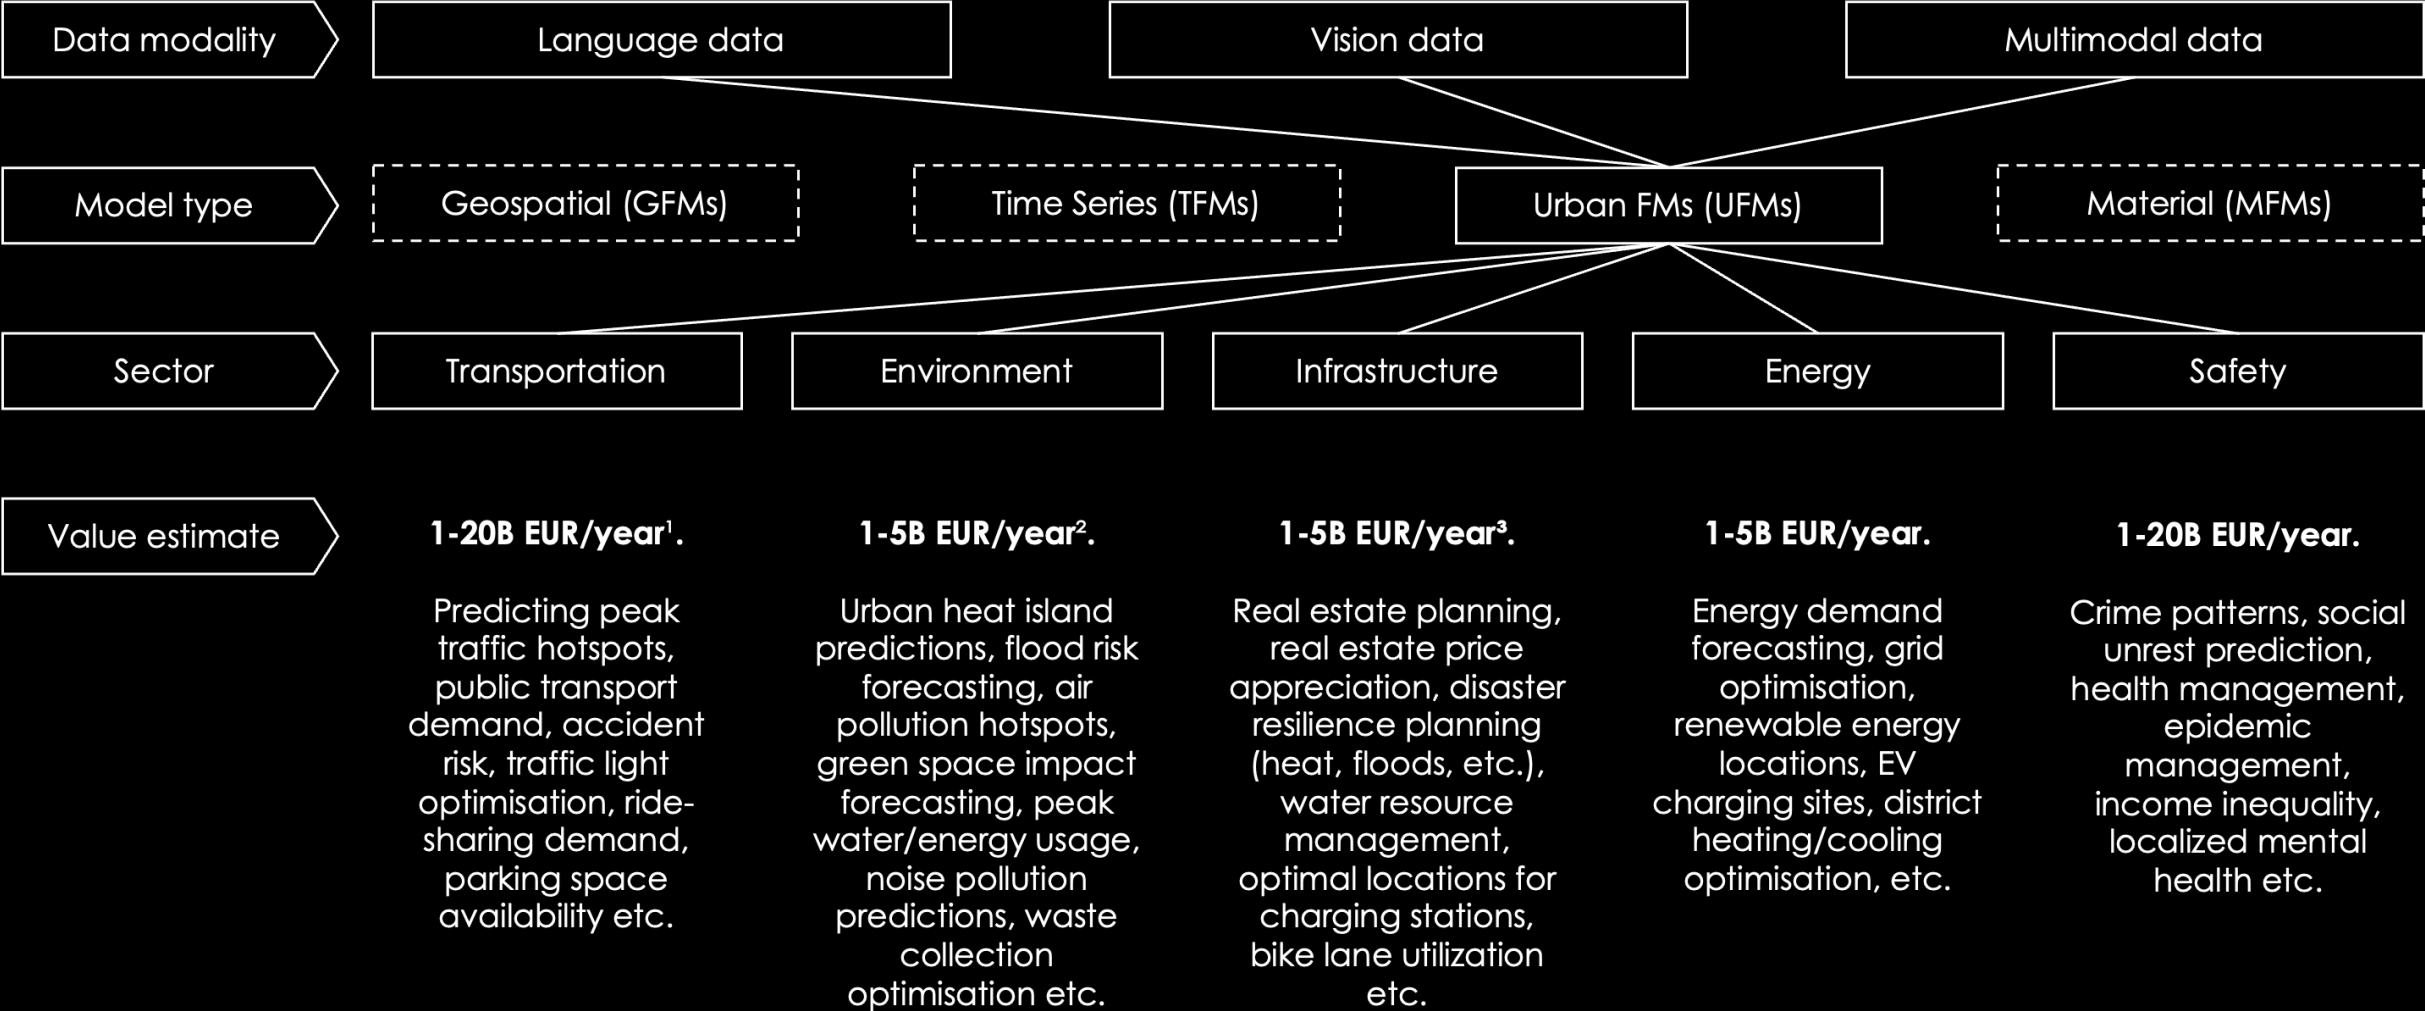 Data modality
Language data
Vision data
Multimodal data
Model type
Geospatial (GFMs)
Time Series (TFMs)
Urban FMs (UFMs)
Material (MFMs)
Sector
Transportation
Environment
Infrastructure
Energy
Safety
Value estimate
1-20B EUR/year¹.
Predicting peak
traffic hotspots,
public transport
demand, accident
risk, traffic light
optimisation, ride-
sharing demand,
parking space
availability etc.
1-5B EUR/year².
Urban heat island
predictions, flood risk
forecasting, air
pollution hotspots,
green space impact
forecasting, peak
water/energy usage,
noise pollution
predictions, waste
collection
optimisation etc.
1-5B EUR/year³.
Real estate planning,
real estate price
appreciation, disaster
resilience planning
(heat, floods, etc.),
water resource
management,
optimal locations for
charging stations,
bike lane utilization
etc.
1-5B EUR/year.
Energy demand
forecasting, grid
optimisation,
renewable energy
locations, EV
charging sites, district
heating/cooling
optimisation, etc.
1-20B EUR/year.
Crime patterns, social
unrest prediction,
health management,
epidemic
management,
income inequality,
localized mental
health etc.